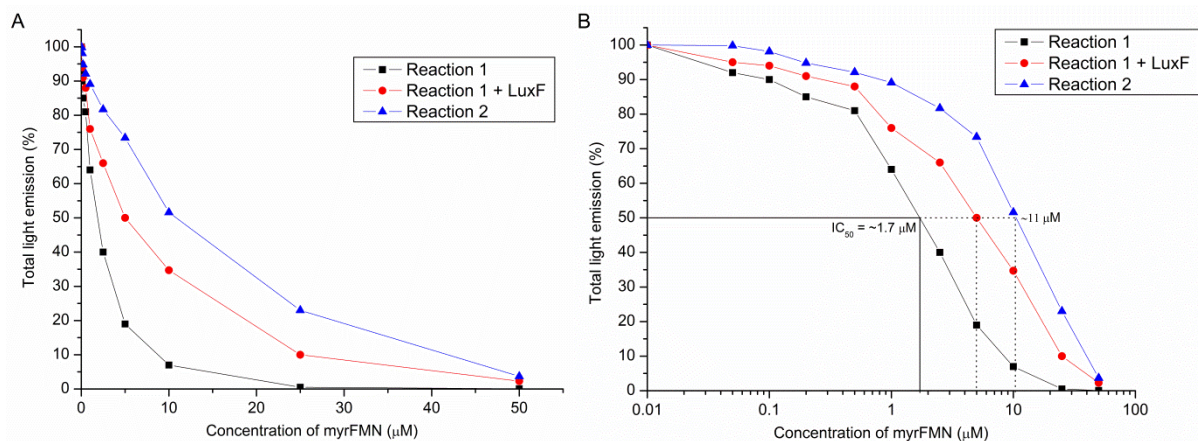 A
100
90
80
70
60
50
40
30
20
10
0
Total light emission (%)
0 10 20 30 40 50
Concentration of myrFMN (μM)
Reaction 1
Reaction 1 + LuxF
Reaction 2
B
100
90
80
70
60
50
40
30
20
10
0
Total light emission (%)
0.01 0.1 1 10 100
Concentration of myrFMN (μM)
Reaction 1
Reaction 1 + LuxF
Reaction 2
IC50 = ~1.7 μM
~11 μM